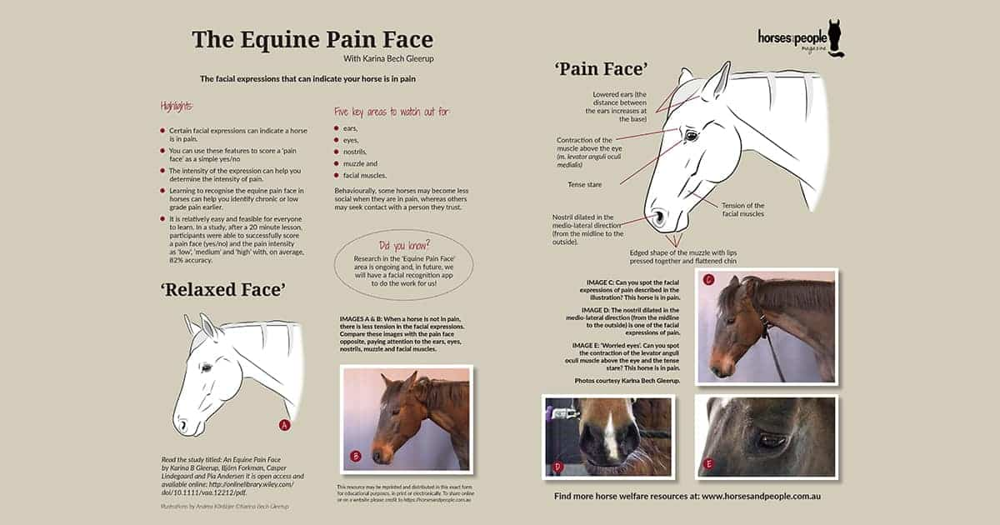 The Equine Pain Face
With Karina Bech Gleerup
The facial expressions that can indicate your horse is in pain
Highlights:
Certain facial expressions can indicate a horse
is in pain.
You can use these features to score a ‘pain
face’ as a simple yes/no
The intensity of the expression can help you
determine the intensity of pain.
Learning to recognise the equine pain face in
horses can help you identify chronic or low
grade pain earlier.
It is relatively easy and feasible for everyone
to learn. In a study, after a 20 minute lesson,
participants were able to successfully score
a pain face (yes/no) and the pain intensity
as ‘low’, ‘medium’ and ‘high’ with, on average,
82% accuracy.
‘Relaxed Face’
A
Read the study titled: An Equine Pain Face
by Karina B Gleerup, Björn Forkman, Casper
Lindegaard and Pia Andersen it is open access and
available online: http://onlinelibrary.wiley.com/
doi/10.1111/vaa.12212/pdf.
Illustrations by Andrea Kürdajer ©Karina Bech Gleerup
Five key areas to watch out for:
ears,
eyes,
nostrils,
muzzle and
facial muscles.
Behaviourally, some horses may become less
social when they are in pain, whereas others
may seek contact with a person they trust.
Did you know?
Research in the ‘Equine Pain Face’
area is ongoing and, in future, we
will have a facial recognition app
to do the work for us!
IMAGES A & B: When a horse is not in pain,
there is less tension in the facial expressions.
Compare these images with the pain face
opposite, paying attention to the ears, eyes,
nostrils, muzzle and facial muscles.
B
This resource may be reprinted and distributed in this exact form
for educational purposes, in print or electronically. To share online
or on a website please credit to https://horsesandpeople.com.au
horses and people
magazine
‘Pain Face’
Lowered ears (the
distance between
the ears increases at
the base)
Contraction of the
muscle above the eye
(m. levator anguli oculi
medialis)
Tense stare
Nostril dilated in the
medio-lateral direction
(from the midline to the
outside).
Tension of the
facial muscles
Edged shape of the muzzle with lips
pressed together and flattened chin
IMAGE C: Can you spot the facial
expressions of pain described in the
illustration? This horse is in pain.
IMAGE D: The nostril dilated in the
medio-lateral direction (from the midline
to the outside) is one of the facial
expressions of pain.
IMAGE E: ‘Worried eyes’. Can you spot
the contraction of the levator anguli
oculi muscle above the eye and the tense
stare? This horse is in pain.
Photos courtesy Karina Bech Gleerup.
C
D
E
Find more horse welfare resources at: www.horsesandpeople.com.au